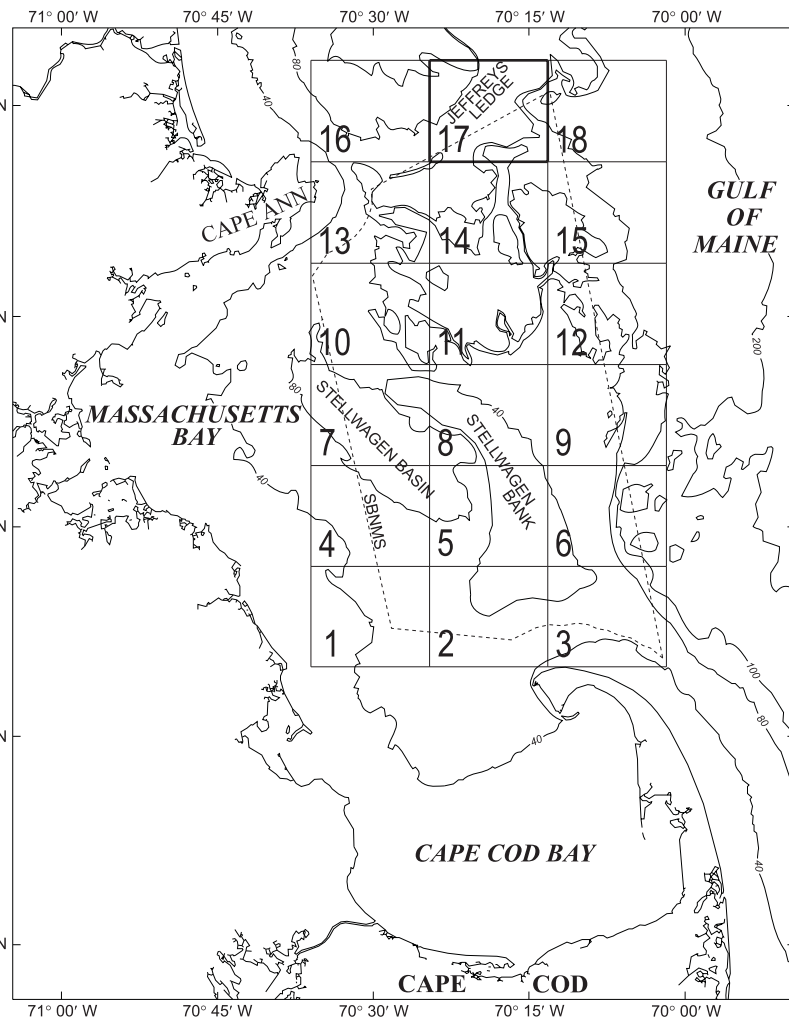 71° 00' W 70° 45' W 70° 30' W 70° 15' W 70° 00' W
N
N
N
N
N
80
40
JEFFREYS
LEDGE
16 17 18
CAPE ANN
GULF
OF
MAINE
13 14 15
200
10 11 12
80
STELLWAGEN BASIN
40
STELLWAGEN
BANK
MASSACHUSETTS
BAY
7 8 9
40
SBNMS
4 5 6
1 2 3
100
80
40
40
CAPE COD BAY
CAPE COD
71° 00' W 70° 45' W 70° 30' W 70° 15' W 70° 00' W